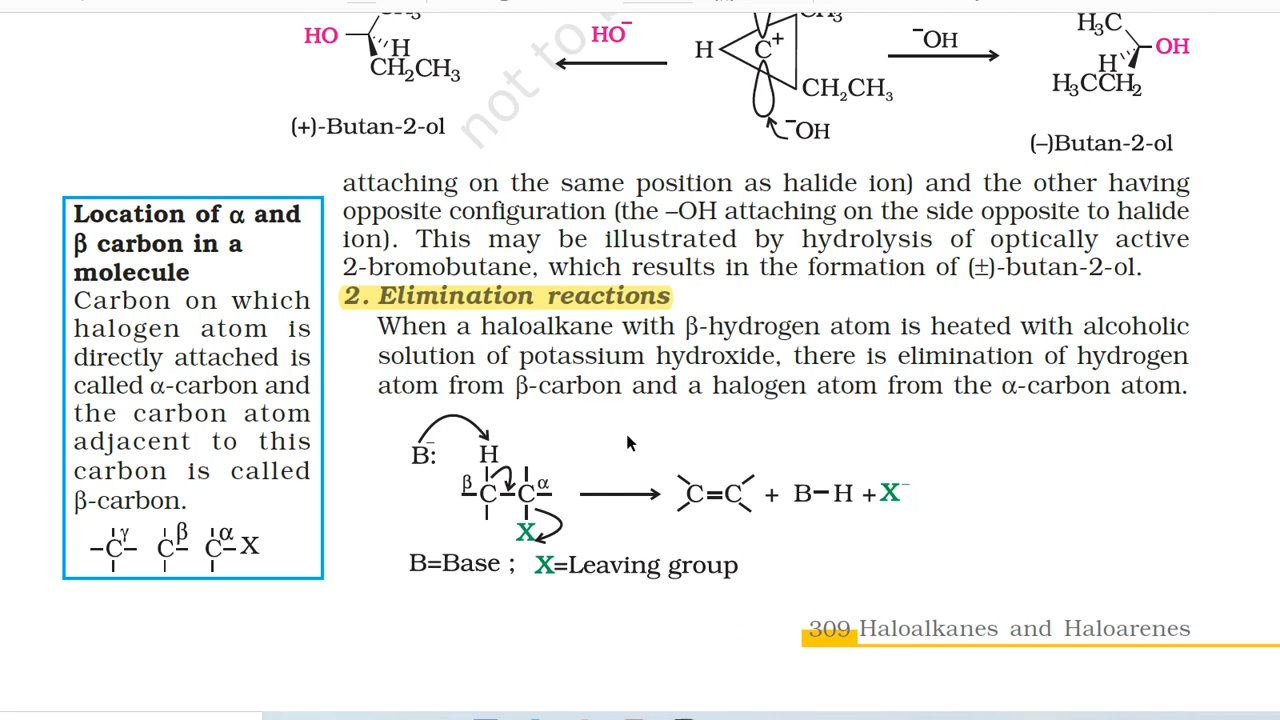 HO
H
CH₂CH₃
(+)-Butan-2-ol
HO⁻
not to
H
C⁺
CH₃
CH₂CH₃
⁻OH
⁻OH
H₃C
OH
H
H₃CCH₂
(–)Butan-2-ol
attaching on the same position as halide ion) and the other having
opposite configuration (the –OH attaching on the side opposite to halide
ion). This may be illustrated by hydrolysis of optically active
2-bromobutane, which results in the formation of (±)-butan-2-ol.
2. Elimination reactions
When a haloalkane with β-hydrogen atom is heated with alcoholic
solution of potassium hydroxide, there is elimination of hydrogen
atom from β-carbon and a halogen atom from the α-carbon atom.
B:⁻ H
β C – C α → C=C + B–H + X⁻
X
B=Base ; X=Leaving group
Location of α and
β carbon in a
molecule
Carbon on which
halogen atom is
directly attached is
called α-carbon and
the carbon atom
adjacent to this
carbon is called
β-carbon.
–C^γ– C^β– C^α–X
309 Haloalkanes and Haloarenes